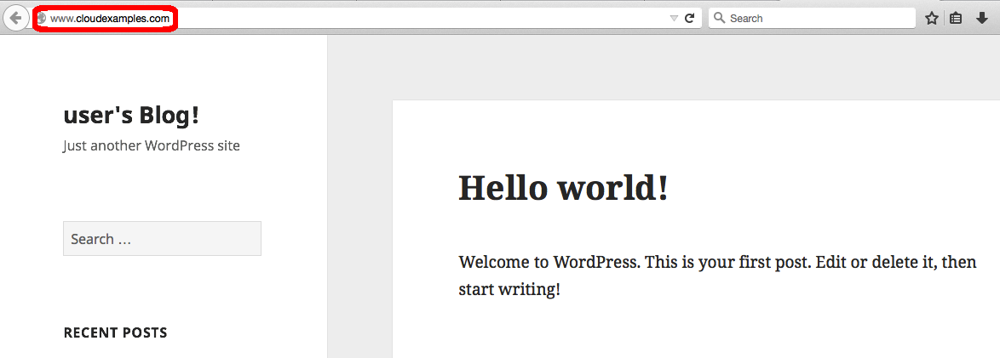 www.cloudexamples.com
Search
user's Blog!
Just another WordPress site
Search ...
RECENT POSTS
Hello world!
Welcome to WordPress. This is your first post. Edit or delete it, then
start writing!